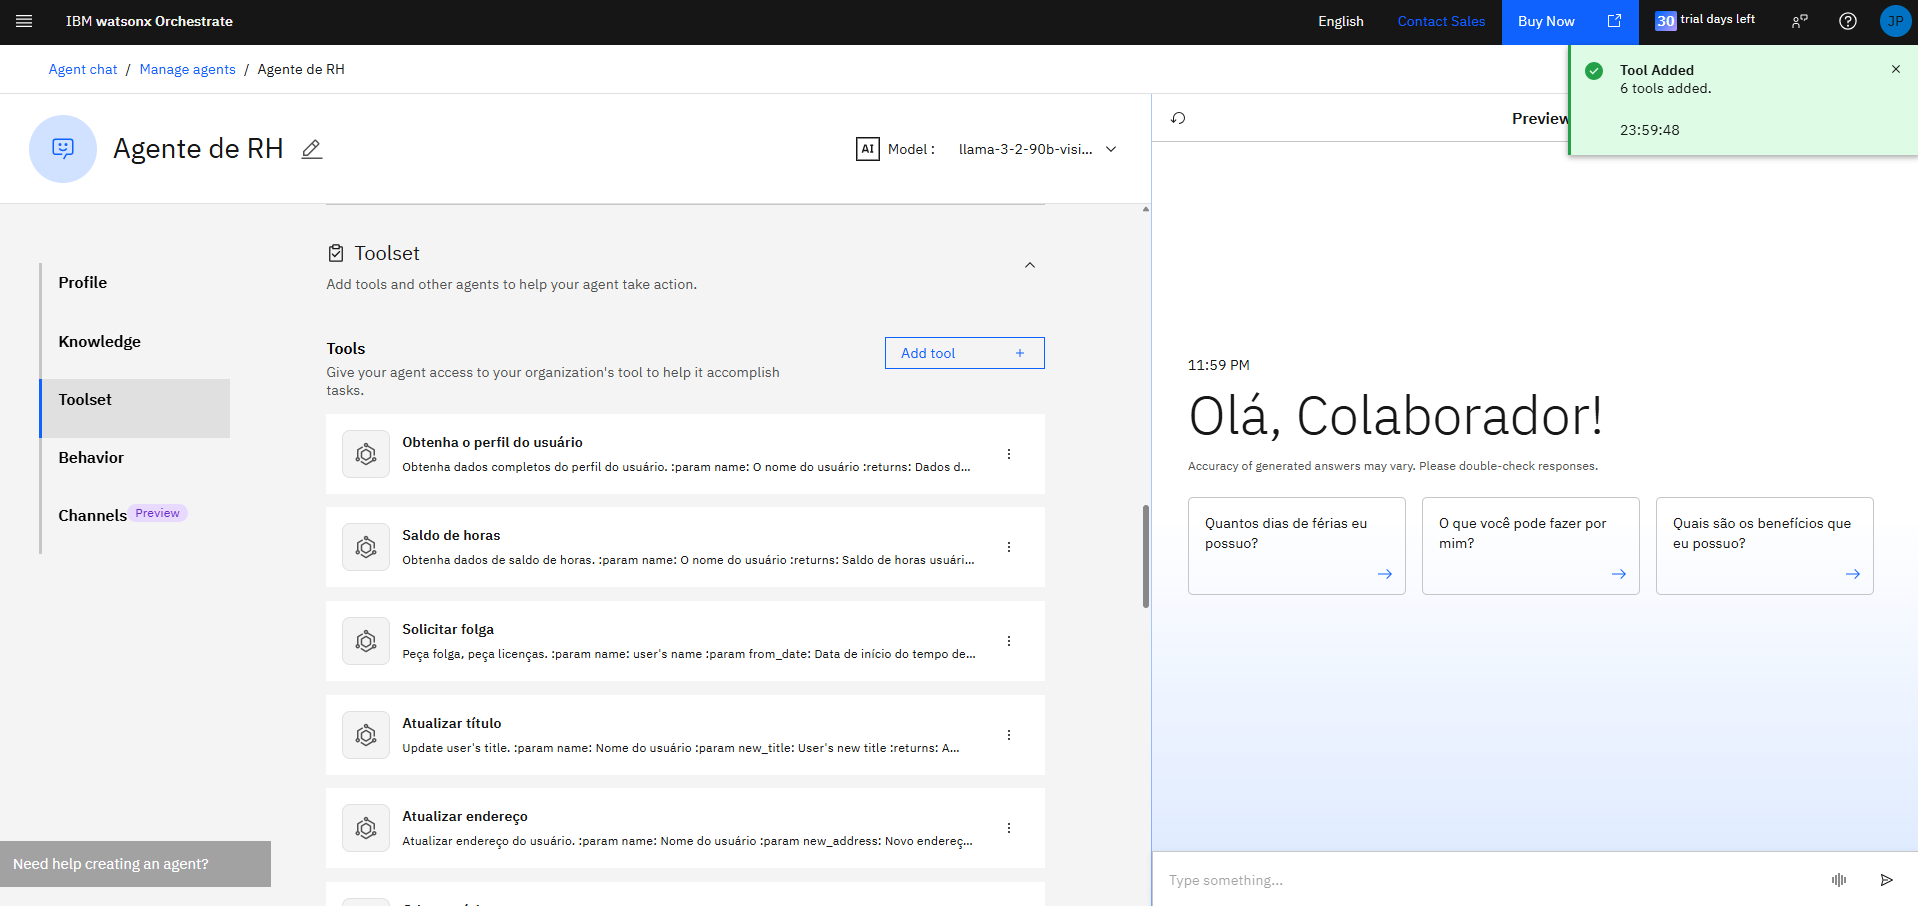 IBM watsonx Orchestrate
English
Contact Sales
Buy Now
30 trial days left
JP
Agent chat / Manage agents / Agente de RH
Tool Added
6 tools added.
23:59:48
Agente de RH
AI Model :
llama-3-2-90b-visi...
Preview
Profile
Knowledge
Toolset
Behavior
Channels Preview
Toolset
Add tools and other agents to help your agent take action.
Tools
Give your agent access to your organization's tool to help it accomplish
tasks.
Add tool +
Obtenha o perfil do usuário
Obtenha dados completos do perfil do usuário. :param name: O nome do usuário :returns: Dados d...
Saldo de horas
Obtenha dados de saldo de horas. :param name: O nome do usuário :returns: Saldo de horas usuári...
Solicitar folga
Peça folga, peça licenças. :param name: user's name :param from_date: Data de início do tempo de...
Atualizar título
Update user's title. :param name: Nome do usuário :param new_title: User's new title :returns: A...
Atualizar endereço
Atualizar endereço do usuário. :param name: Nome do usuário :param new_address: Novo endereç...
Need help creating an agent?
11:59 PM
Olá, Colaborador!
Accuracy of generated answers may vary. Please double-check responses.
Quantos dias de férias eu
possuo?
O que você pode fazer por
mim?
Quais são os benefícios que
eu possuo?
Type something...